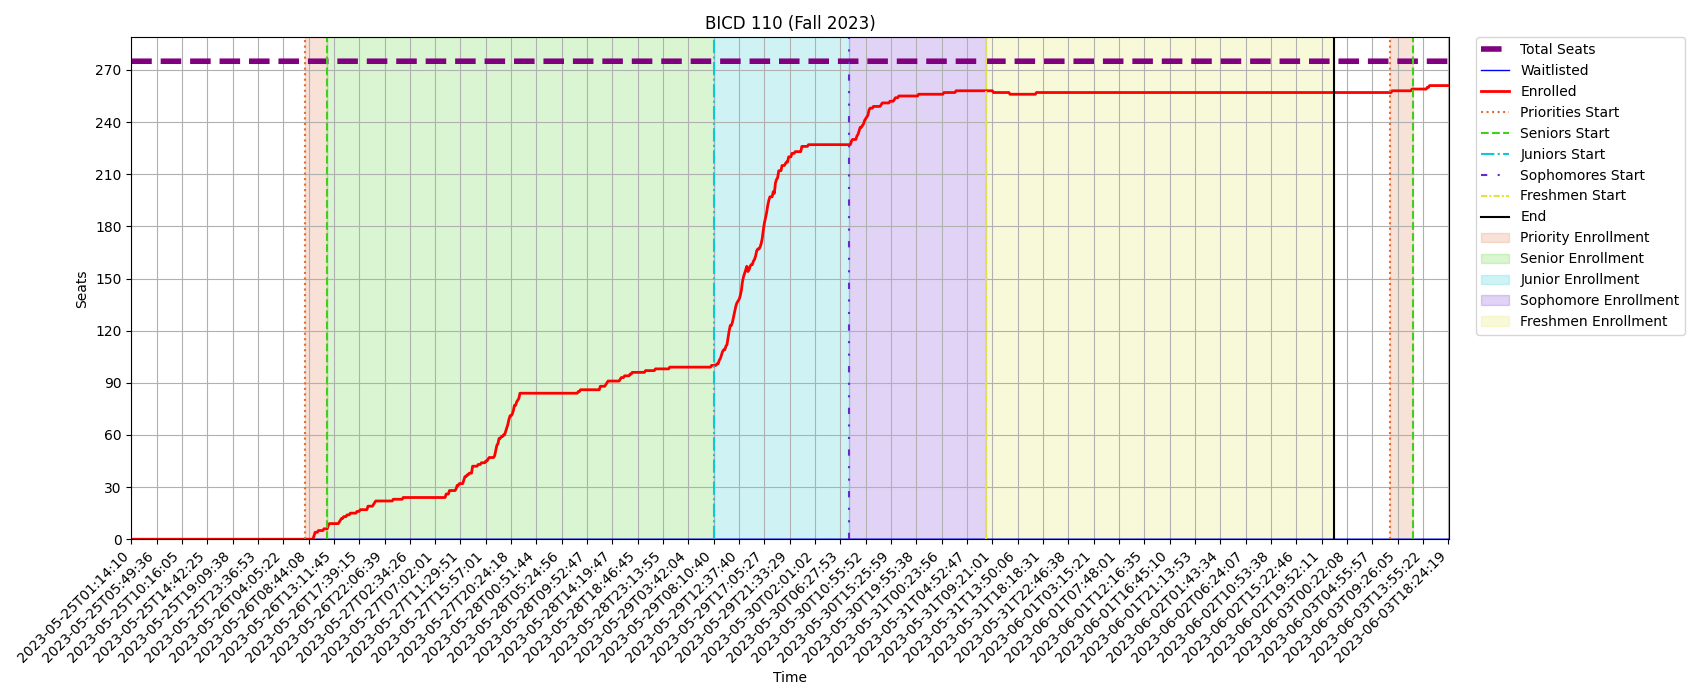 BICD 110 (Fall 2023)
Seats
270
240
210
180
150
120
90
60
30
0
2023-05-25T01:14:10
2023-05-25T05:49:36
2023-05-25T10:16:05
2023-05-25T14:42:25
2023-05-25T19:09:38
2023-05-25T23:36:53
2023-05-26T04:05:22
2023-05-26T08:44:08
2023-05-26T13:11:45
2023-05-26T17:39:15
2023-05-26T22:06:39
2023-05-27T02:34:26
2023-05-27T07:02:01
2023-05-27T11:29:51
2023-05-27T15:57:01
2023-05-27T20:24:18
2023-05-28T00:51:44
2023-05-28T05:24:56
2023-05-28T09:52:47
2023-05-28T14:19:47
2023-05-28T18:46:45
2023-05-28T23:13:55
2023-05-29T03:42:04
2023-05-29T08:10:40
2023-05-29T12:37:40
2023-05-29T17:05:27
2023-05-29T21:33:29
2023-05-30T02:01:02
2023-05-30T06:27:53
2023-05-30T10:55:52
2023-05-30T15:25:59
2023-05-30T19:55:38
2023-05-31T00:23:56
2023-05-31T04:52:47
2023-05-31T09:21:01
2023-05-31T13:50:06
2023-05-31T18:18:31
2023-05-31T22:46:38
2023-06-01T03:15:21
2023-06-01T07:48:01
2023-06-01T12:16:35
2023-06-01T16:45:10
2023-06-01T21:13:53
2023-06-02T01:43:34
2023-06-02T06:24:07
2023-06-02T10:53:38
2023-06-02T15:22:46
2023-06-02T19:52:11
2023-06-03T00:22:08
2023-06-03T04:55:57
2023-06-03T09:26:05
2023-06-03T13:55:22
2023-06-03T18:24:19
Time
Total Seats
Waitlisted
Enrolled
Priorities Start
Seniors Start
Juniors Start
Sophomores Start
Freshmen Start
End
Priority Enrollment
Senior Enrollment
Junior Enrollment
Sophomore Enrollment
Freshmen Enrollment